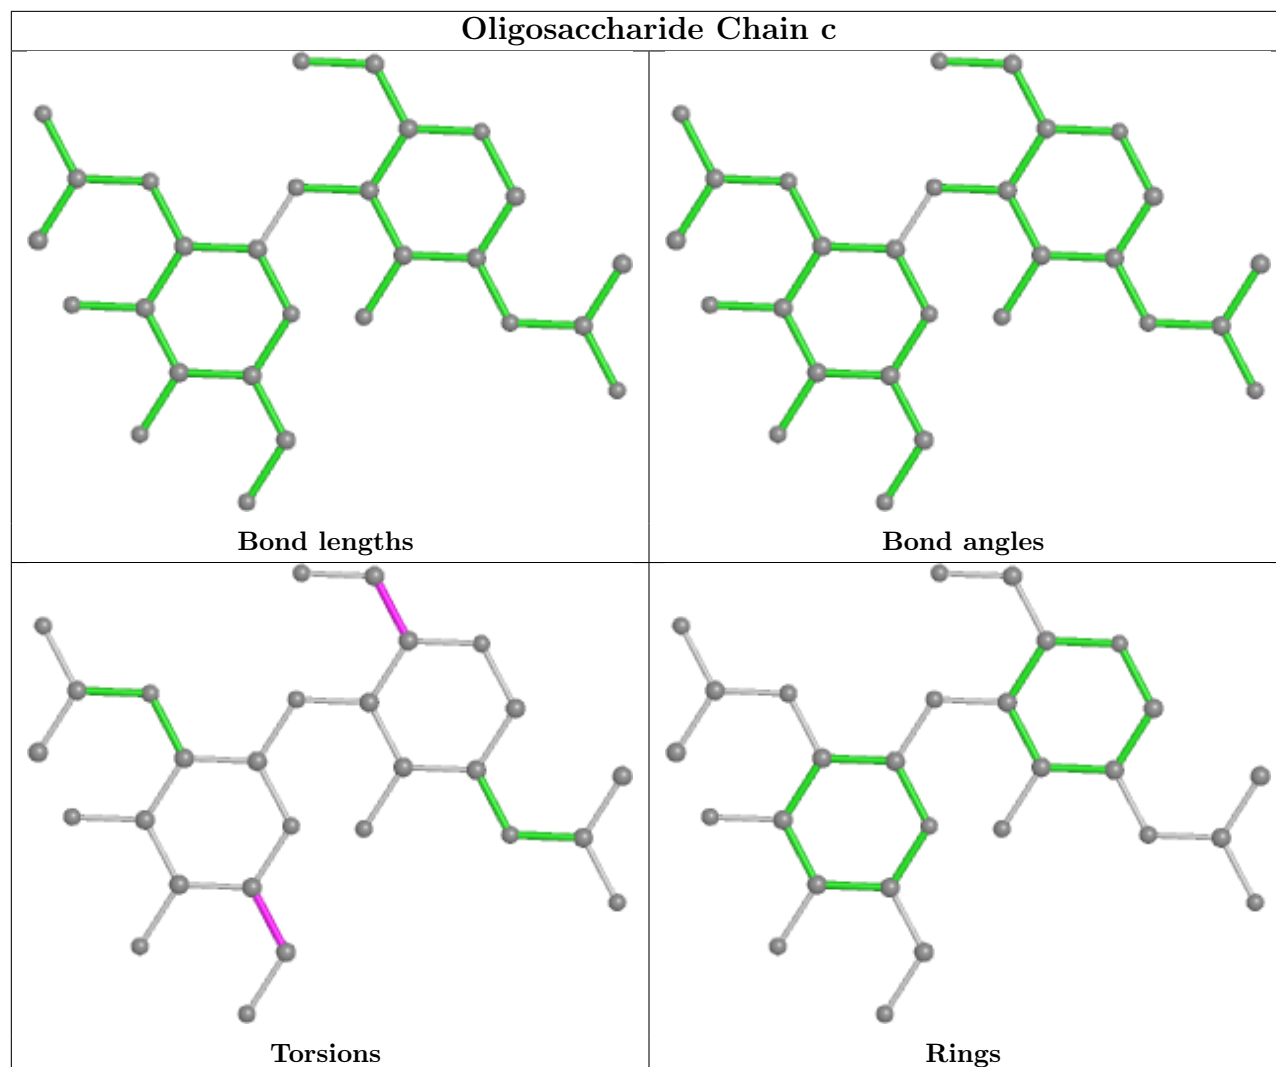 Oligosaccharide Chain c
Bond lengths
Bond angles
Torsions
Rings